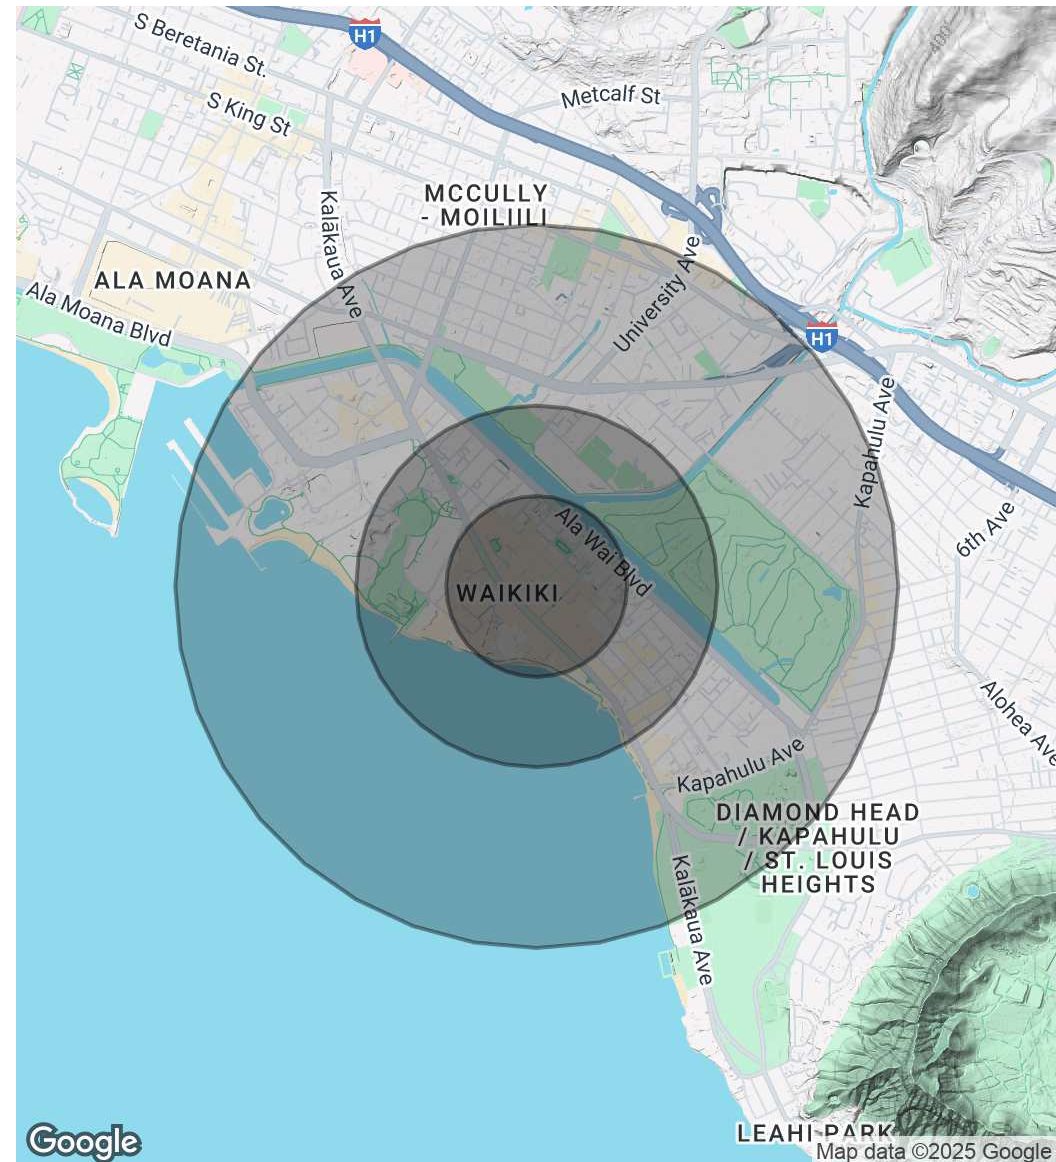 H1
S Beretania St.
Metcalf St
S King St
MCCULLY
- MOILIILI
Kalākaua Ave
University Ave
ALA MOANA
Ala Moana Blvd
H1
Kapahulu Ave
6th Ave
Ala Wai Blvd
WAIKIKI
Alohea Ave
Kapahulu Ave
DIAMOND HEAD
/ KAPAHULU
/ ST. LOUIS
HEIGHTS
Kalākaua Ave
LEAHI PARK
Google
Map data ©2025 Google
400